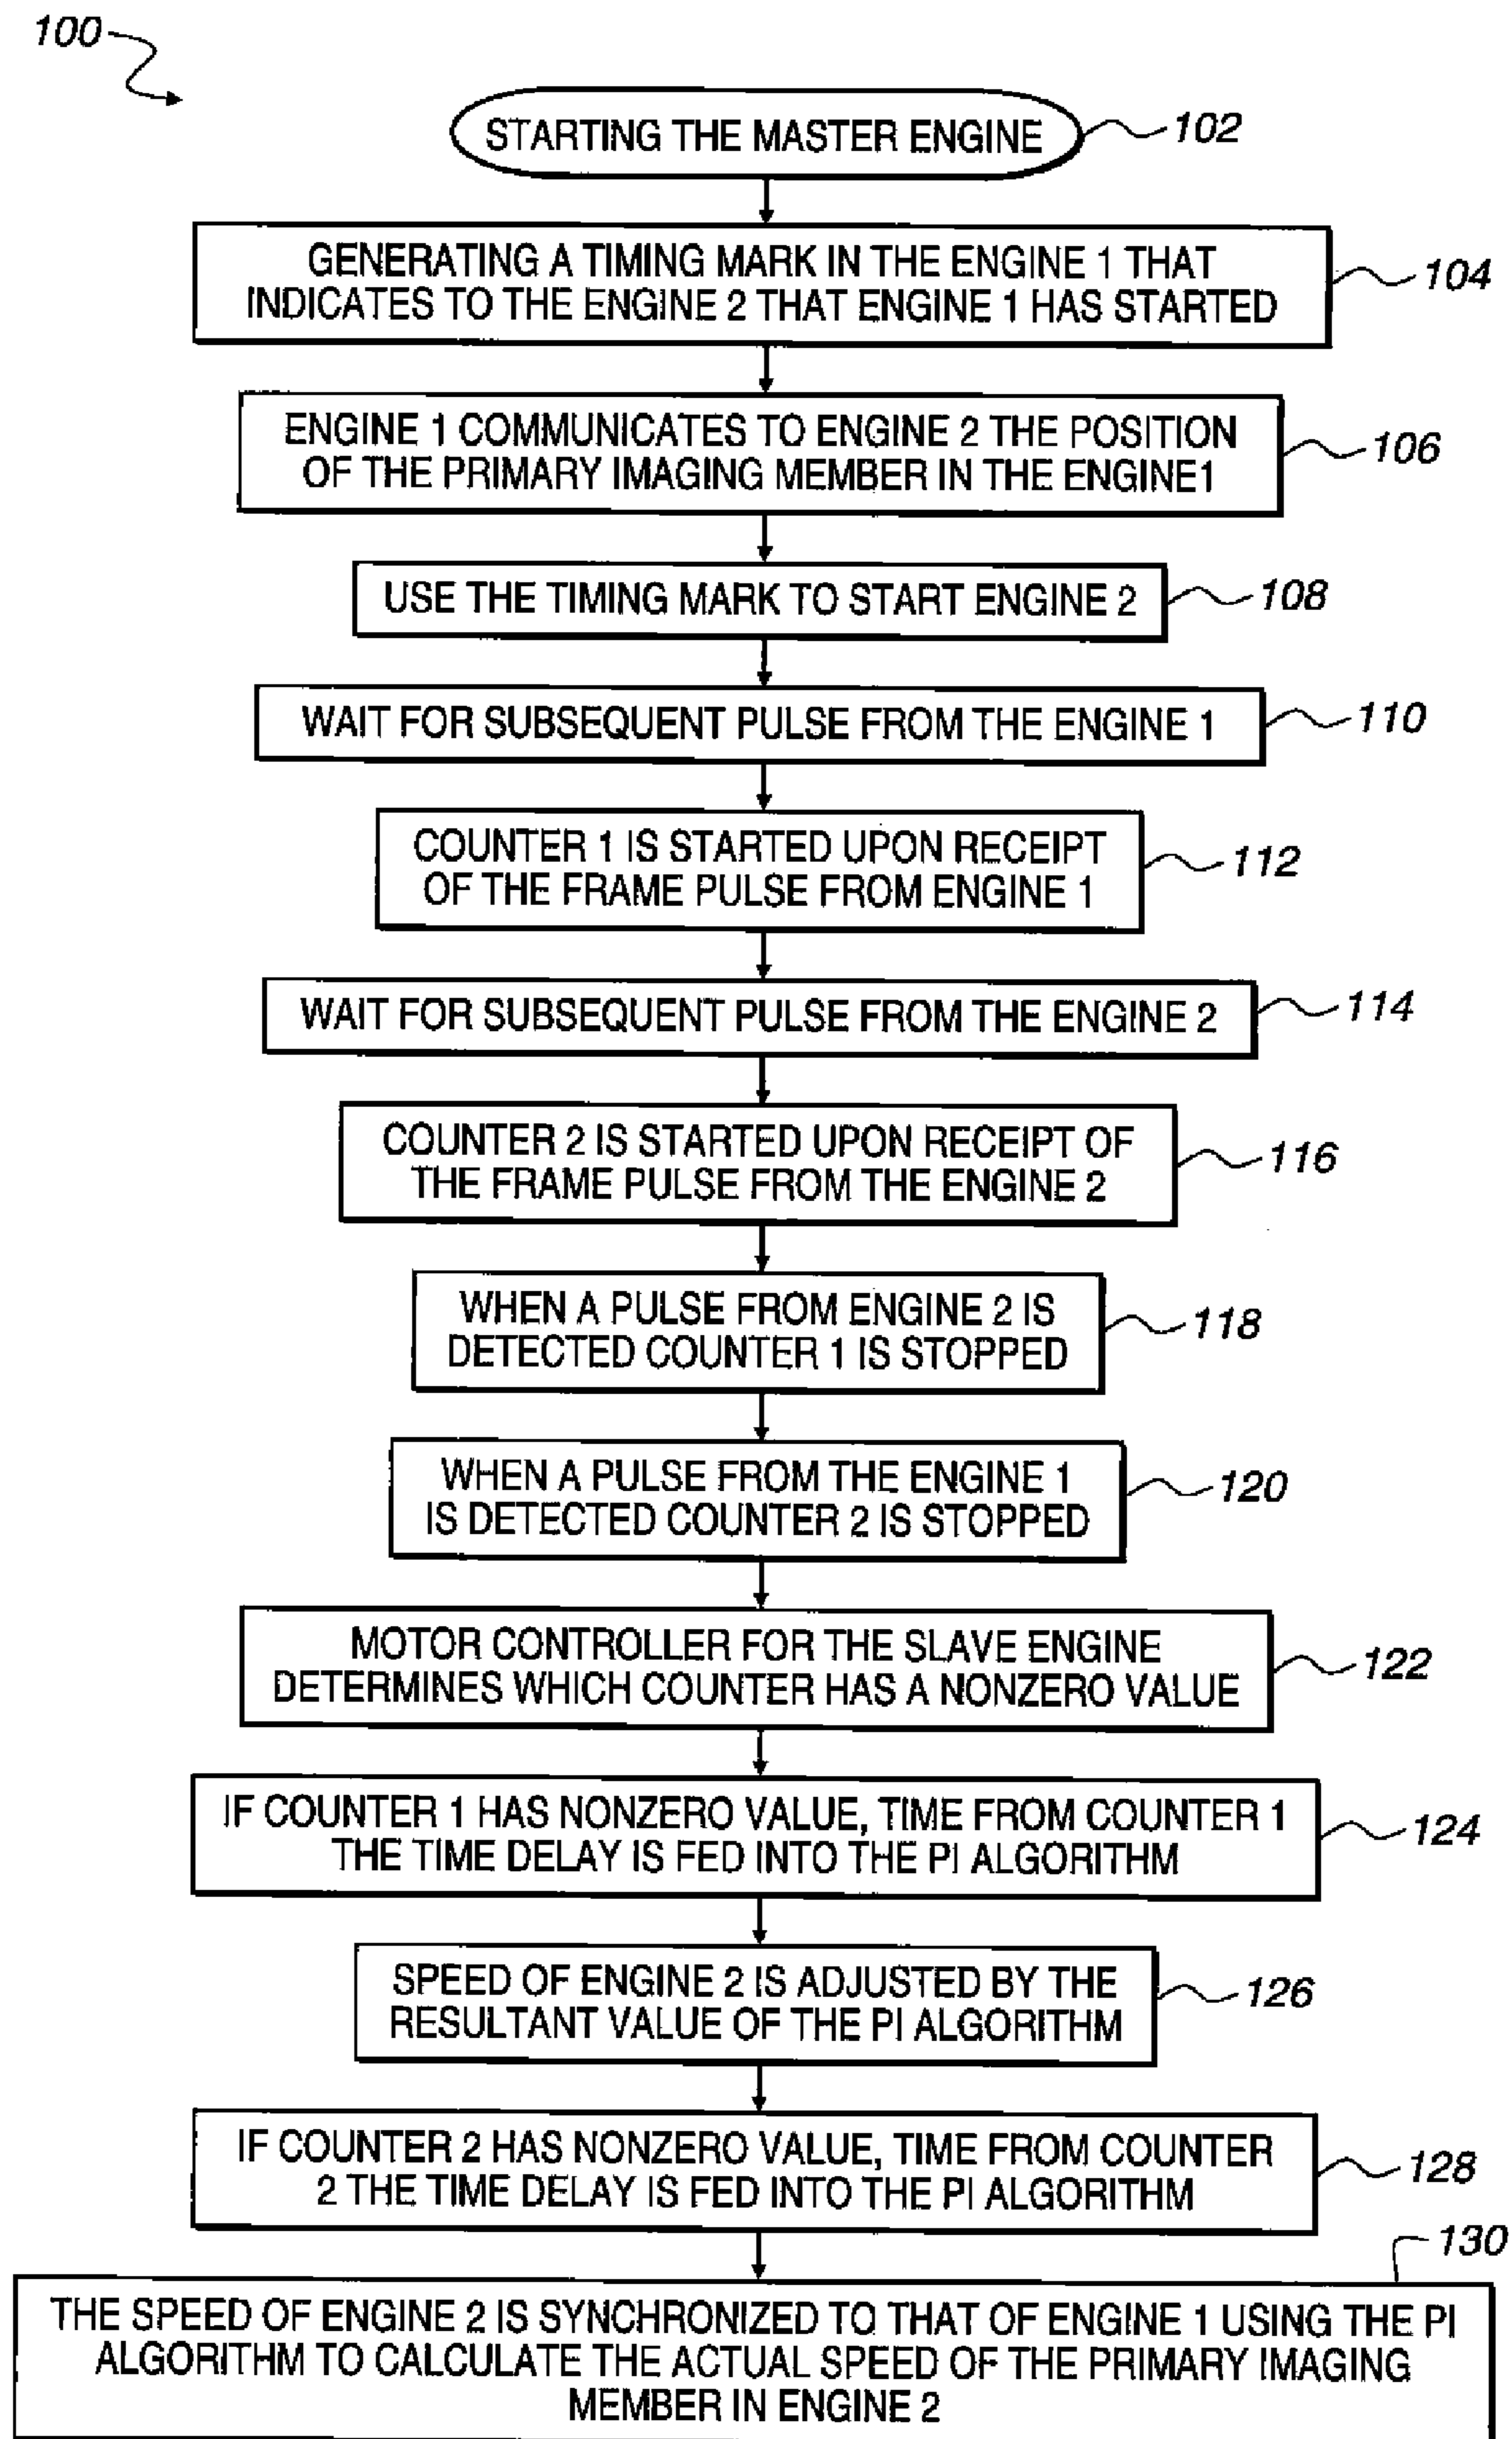 100
STARTING THE MASTER ENGINE
102
GENERATING A TIMING MARK IN THE ENGINE 1 THAT
INDICATES TO THE ENGINE 2 THAT ENGINE 1 HAS STARTED
104
ENGINE 1 COMMUNICATES TO ENGINE 2 THE POSITION
OF THE PRIMARY IMAGING MEMBER IN THE ENGINE1
106
USE THE TIMING MARK TO START ENGINE 2
108
WAIT FOR SUBSEQUENT PULSE FROM THE ENGINE 1
110
COUNTER 1 IS STARTED UPON RECEIPT
OF THE FRAME PULSE FROM ENGINE 1
112
WAIT FOR SUBSEQUENT PULSE FROM THE ENGINE 2
114
COUNTER 2 IS STARTED UPON RECEIPT OF
THE FRAME PULSE FROM THE ENGINE 2
116
WHEN A PULSE FROM ENGINE 2 IS
DETECTED COUNTER 1 IS STOPPED
118
WHEN A PULSE FROM THE ENGINE 1
IS DETECTED COUNTER 2 IS STOPPED
120
MOTOR CONTROLLER FOR THE SLAVE ENGINE
DETERMINES WHICH COUNTER HAS A NONZERO VALUE
122
IF COUNTER 1 HAS NONZERO VALUE, TIME FROM COUNTER 1
THE TIME DELAY IS FED INTO THE PI ALGORITHM
124
SPEED OF ENGINE 2 IS ADJUSTED BY THE
RESULTANT VALUE OF THE PI ALGORITHM
126
IF COUNTER 2 HAS NONZERO VALUE, TIME FROM COUNTER
2 THE TIME DELAY IS FED INTO THE PI ALGORITHM
128
130
THE SPEED OF ENGINE 2 IS SYNCHRONIZED TO THAT OF ENGINE 1 USING THE PI
ALGORITHM TO CALCULATE THE ACTUAL SPEED OF THE PRIMARY IMAGING
MEMBER IN ENGINE 2